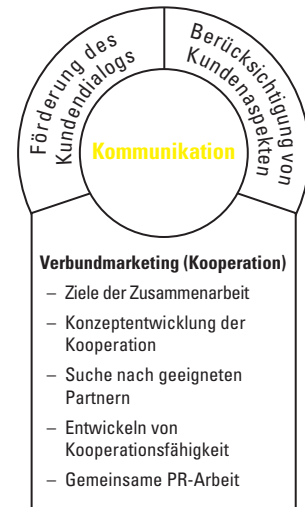 Förderung des
Kundendialogs
Berücksichtigung von
Kundenaspekten
Kommunikation
Verbundmarketing (Kooperation)
– Ziele der Zusammenarbeit
– Konzeptentwicklung der
Kooperation
– Suche nach geeigneten
Partnern
– Entwickeln von
Kooperationsfähigkeit
– Gemeinsame PR-Arbeit